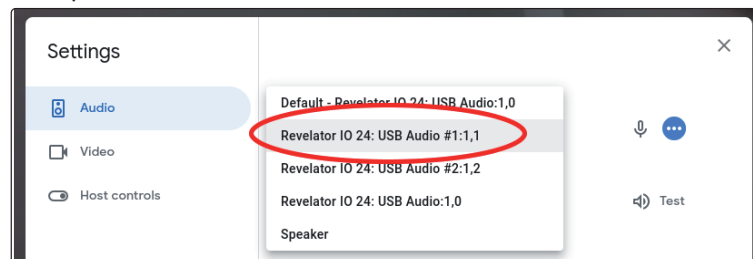 Settings
Audio
Video
Host controls
Default - Revelator IO 24: USB Audio:1,0
Revelator IO 24: USB Audio #1:1,1
Revelator IO 24: USB Audio #2:1,2
Revelator IO 24: USB Audio:1,0
Speaker
Test